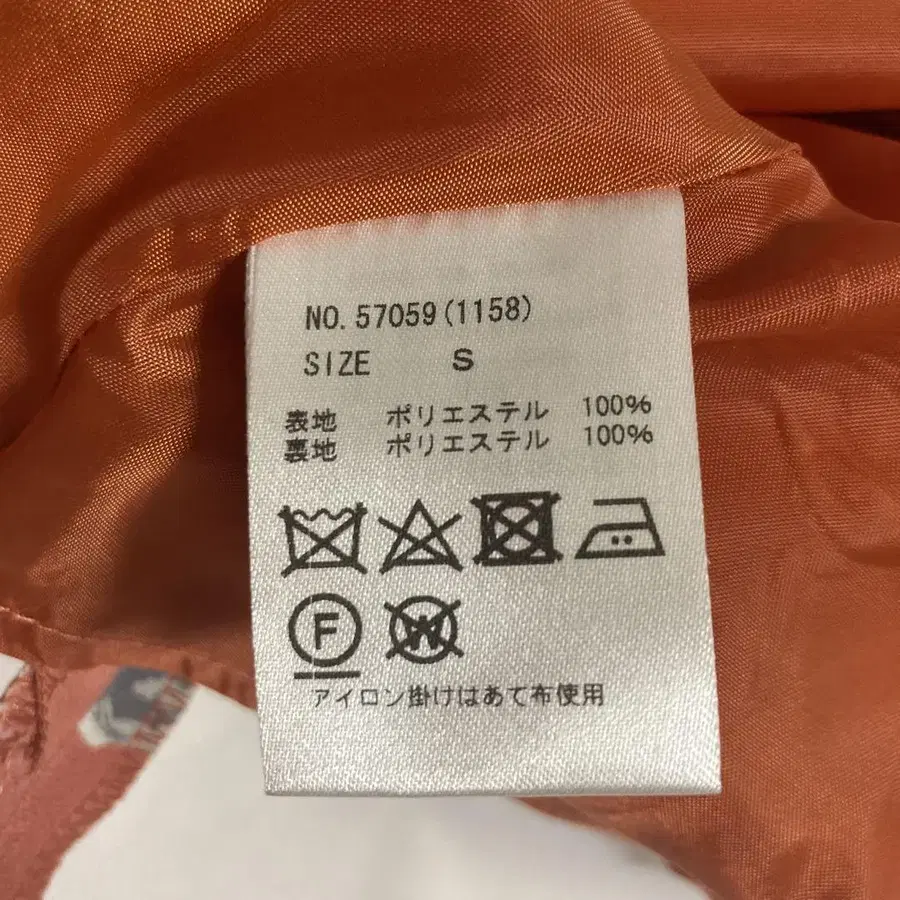 NO. 57059(1158)
SIZE S
表地 ポリエステル 100%
裏地 ポリエステル 100%
F W
アイロン掛けはあて布使用